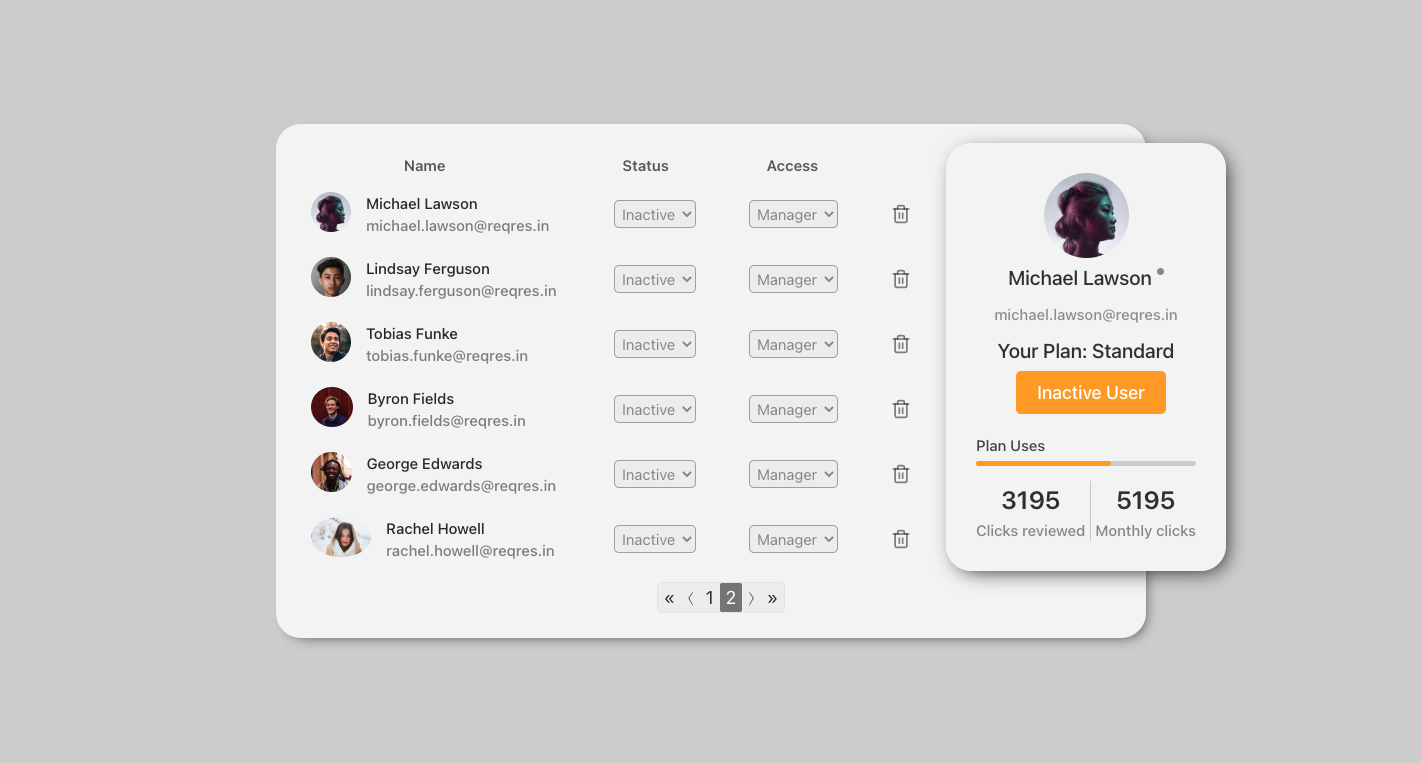 Name Status Access
Michael Lawson
michael.lawson@reqres.in
Inactive Manager
Lindsay Ferguson
lindsay.ferguson@reqres.in
Inactive Manager
Tobias Funke
tobias.funke@reqres.in
Inactive Manager
Byron Fields
byron.fields@reqres.in
Inactive Manager
George Edwards
george.edwards@reqres.in
Inactive Manager
Rachel Howell
rachel.howell@reqres.in
Inactive Manager
« 〈 1 2 〉 »
Michael Lawson
michael.lawson@reqres.in
Your Plan: Standard
Inactive User
Plan Uses
3195 5195
Clicks reviewed Monthly clicks